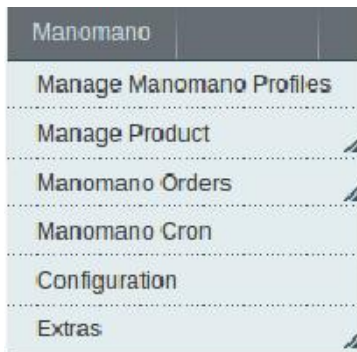 Manomano
Manage Manomano Profiles
Manage Product
Manomano Orders
Manomano Cron
Configuration
Extras